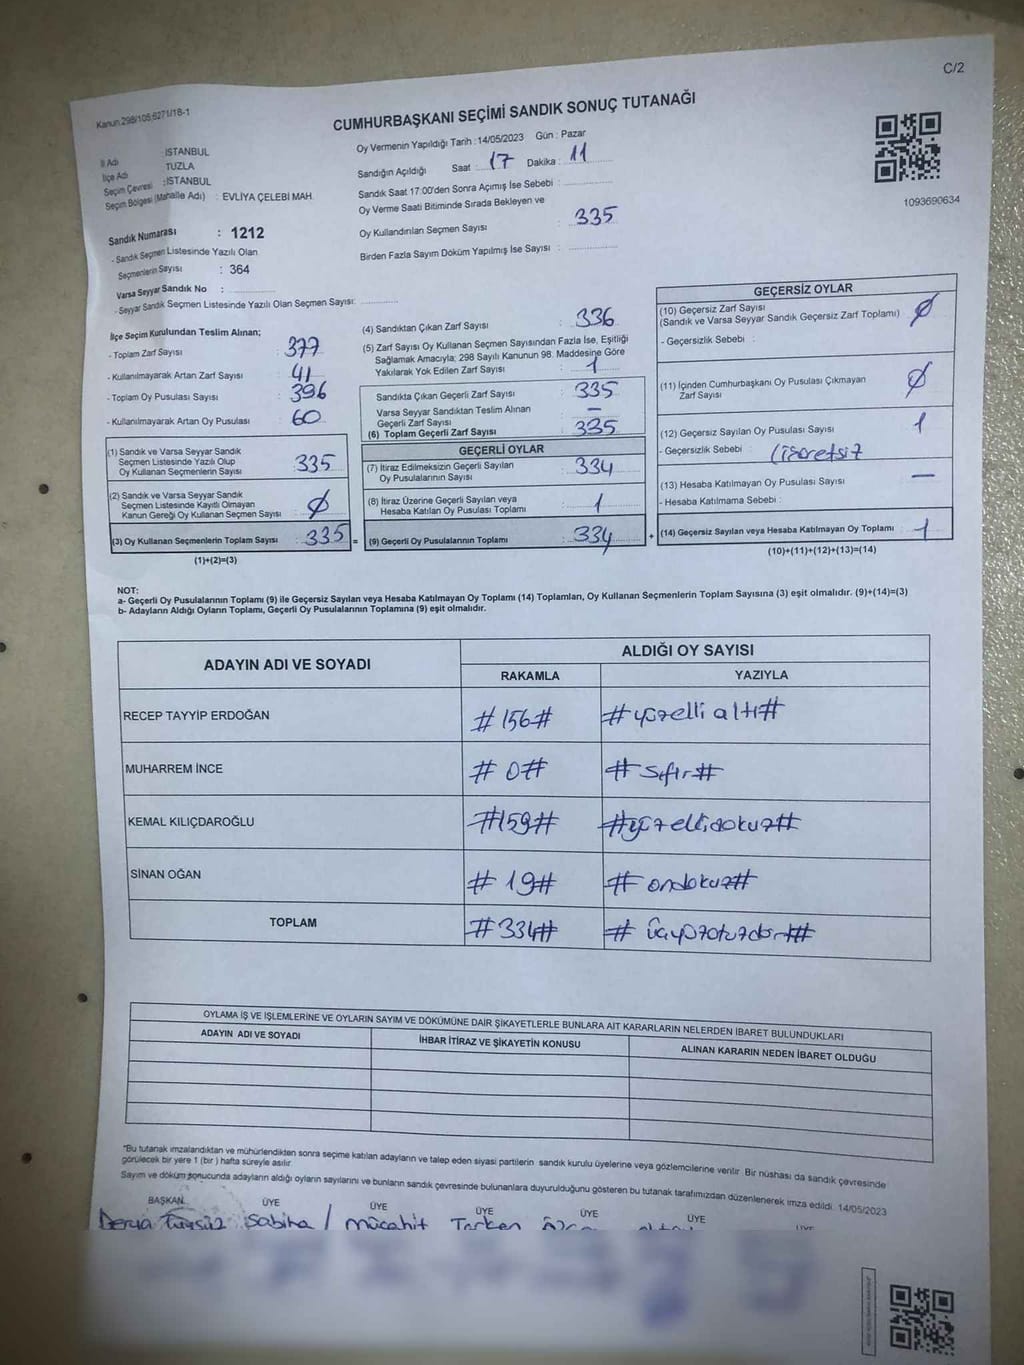 C/2
Kanun:298/105;6271/18-1
CUMHURBAŞKANI SEÇİMİ SANDIK SONUÇ TUTANAĞI
İl Adı : İSTANBUL
İlçe Adı : TUZLA
Seçim Çevresi : İSTANBUL
Seçim Bölgesi (Mahalle Adı) : EVLİYA ÇELEBİ MAH
Sandık Numarası : 1212
- Sandık Seçmen Listesinde Yazılı Olan
Seçmenlerin Sayısı : 364
Varsa Seyyar Sandık No :
- Seyyar Sandık Seçmen Listesinde Yazılı Olan Seçmen Sayısı:
Oy Vermenin Yapıldığı Tarih : 14/05/2023 Gün : Pazar
Sandığın Açıldığı Saat : 17 Dakika : 11
Sandık Saat 17:00'den Sonra Açımış İse Sebebi :
Oy Verme Saati Bitiminde Sırada Bekleyen ve
Oy Kullandırılan Seçmen Sayısı : 335
Birden Fazla Sayım Döküm Yapılmış İse Sayısı :
1093690634
İlçe Seçim Kurulundan Teslim Alınan;
- Toplam Zarf Sayısı : 377
- Kullanılmayarak Artan Zarf Sayısı : 41
- Toplam Oy Pusulası Sayısı : 396
- Kullanılmayarak Artan Oy Pusulası : 60
(1) Sandık ve Varsa Seyyar Sandık
Seçmen Listesinde Yazılı Olup
Oy Kullanan Seçmenlerin Sayısı : 335
(2) Sandık ve Varsa Seyyar Sandık
Seçmen Listesinde Kayıtlı Olmayan
Kanun Gereği Oy Kullanan Seçmen Sayısı : Ø
(3) Oy Kullanan Seçmenlerin Toplam Sayısı : 335 =
(1)+(2)=(3)
(4) Sandıktan Çıkan Zarf Sayısı : 336
(5) Zarf Sayısı Oy Kullanan Seçmen Sayısından Fazla İse, Eşitliği
Sağlamak Amacıyla; 298 Sayılı Kanunun 98. Maddesine Göre
Yakılarak Yok Edilen Zarf Sayısı : 1
Sandıkta Çıkan Geçerli Zarf Sayısı : 335
Varsa Seyyar Sandıktan Teslim Alınan
Geçerli Zarf Sayısı : —
(6) Toplam Geçerli Zarf Sayısı : 335
GEÇERLİ OYLAR
(7) İtiraz Edilmeksizin Geçerli Sayılan
Oy Pusulalarının Sayısı : 334
(8) İtiraz Üzerine Geçerli Sayılan veya
Hesaba Katılan Oy Pusulası Toplamı : 1
(9) Geçerli Oy Pusulalarının Toplamı : 334 +
GEÇERSİZ OYLAR
(10) Geçersiz Zarf Sayısı : Ø
(Sandık ve Varsa Seyyar Sandık Geçersiz Zarf Toplamı)
- Geçersizlik Sebebi :
(11) İçinden Cumhurbaşkanı Oy Pusulası Çıkmayan
Zarf Sayısı : Ø
(12) Geçersiz Sayılan Oy Pusulası Sayısı : 1
- Geçersizlik Sebebi : işaretsiz
(13) Hesaba Katılmayan Oy Pusulası Sayısı : —
- Hesaba Katılmama Sebebi :
(14) Geçersiz Sayılan veya Hesaba Katılmayan Oy Toplamı : 1
(10)+(11)+(12)+(13)=(14)
NOT:
a- Geçerli Oy Pusulalarının Toplamı (9) ile Geçersiz Sayılan veya Hesaba Katılmayan Oy Toplamı (14) Toplamları, Oy Kullanan Seçmenlerin Toplam Sayısına (3) eşit olmalıdır. (9)+(14)=(3)
b- Adayların Aldığı Oyların Toplamı, Geçerli Oy Pusulalarının Toplamına (9) eşit olmalıdır.
ADAYIN ADI VE SOYADI ALDIĞI OY SAYISI
RAKAMLA YAZIYLA
RECEP TAYYİP ERDOĞAN #156# #yüzelli altı#
MUHARREM İNCE #0# #sıfır#
KEMAL KILIÇDAROĞLU #159# #yüzellidokuz#
SİNAN OĞAN #19# #ondokuz#
TOPLAM #334# #üçyüzotuzdört#
OYLAMA İŞ VE İŞLEMLERİNE VE OYLARIN SAYIM VE DÖKÜMÜNE DAİR ŞİKAYETLERLE BUNLARA AİT KARARLARIN NELERDEN İBARET BULUNDUKLARI
ADAYIN ADI VE SOYADI İHBAR İTİRAZ VE ŞİKAYETİN KONUSU ALINAN KARARIN NEDEN İBARET OLDUĞU
"Bu tutanak imzalandıktan ve mühürlendikten sonra seçime katılan adayların ve talep eden siyasi partilerin sandık kurulu üyelerine veya gözlemcilerine verilir. Bir nüshası da sandık çevresinde
görülecek bir yere 1 (bir) hafta süreyle asılır.
Sayım ve döküm sonucunda adayların aldığı oyların sayılarını ve bunların sandık çevresinde bulunanlara duyurulduğunu gösteren bu tutanak tarafımızdan düzenlenerek imza edildi. 14/05/2023
BAŞKAN ÜYE ÜYE ÜYE ÜYE ÜYE ÜYE
Derya Sabiha Mücahit Tarkan